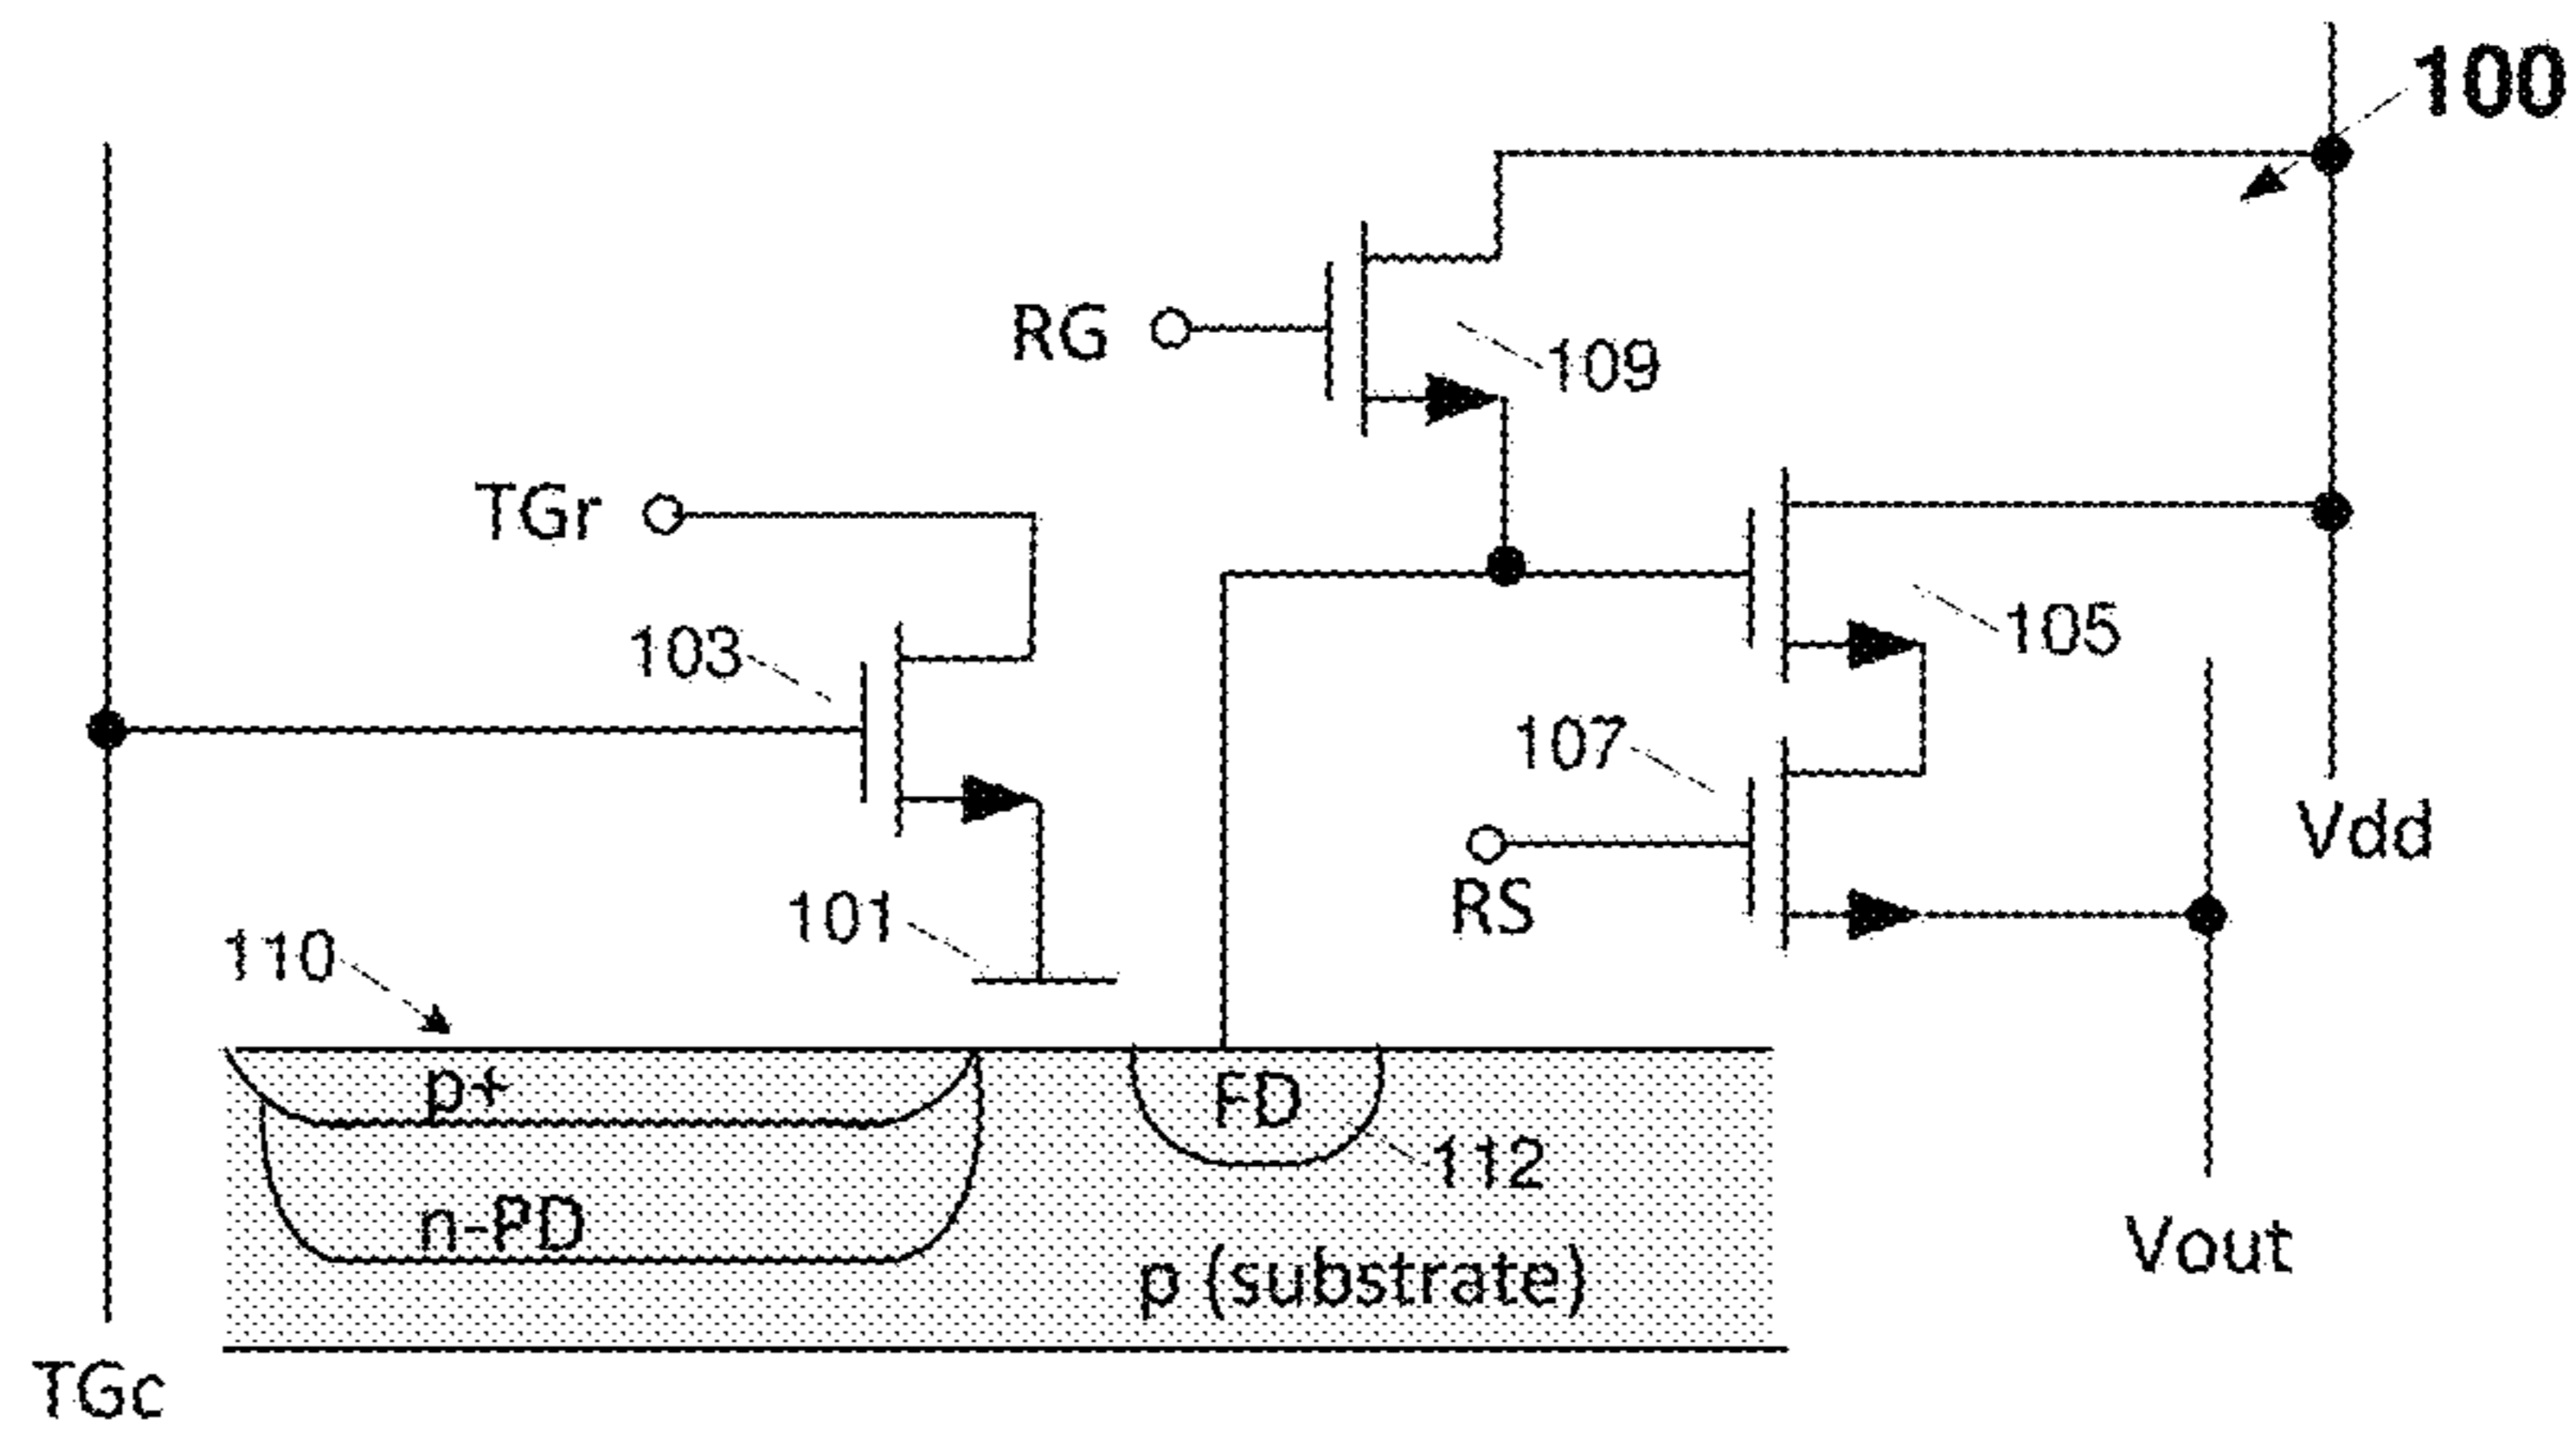 100
RG
109
TGr
103
105
107
Vdd
RS
101
110
p+
FD
112
n-PD
p (substrate)
Vout
TGc